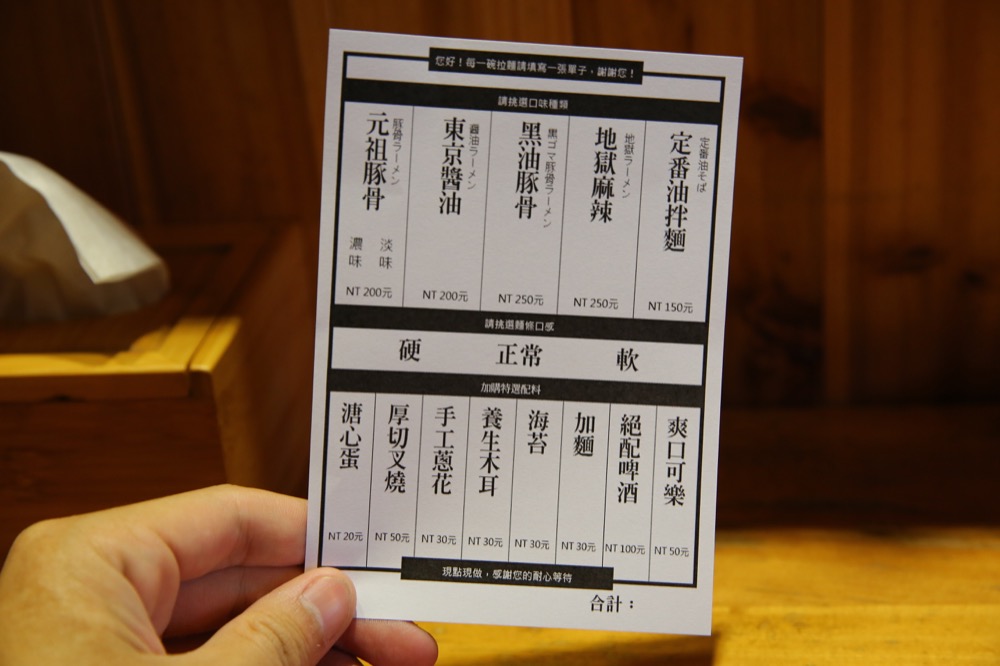 您好！每一碗拉麵請填寫一張單子，謝謝您！
請挑選口味種類
定番油そば
定番油拌麵
NT 150元
地獄ラーメン
地獄麻辣
NT 250元
黒ゴマ豚骨ラーメン
黑油豚骨
NT 250元
醤油ラーメン
東京醬油
NT 200元
豚骨ラーメン
元祖豚骨
淡味
濃味
NT 200元
請挑選麵條口感
硬 正常 軟
加購特選配料
爽口可樂
NT 50元
絕配啤酒
NT 100元
加麵
NT 30元
海苔
NT 30元
養生木耳
NT 30元
手工蔥花
NT 30元
厚切叉燒
NT 50元
溏心蛋
NT 20元
現點現做，感謝您的耐心等待
合計：